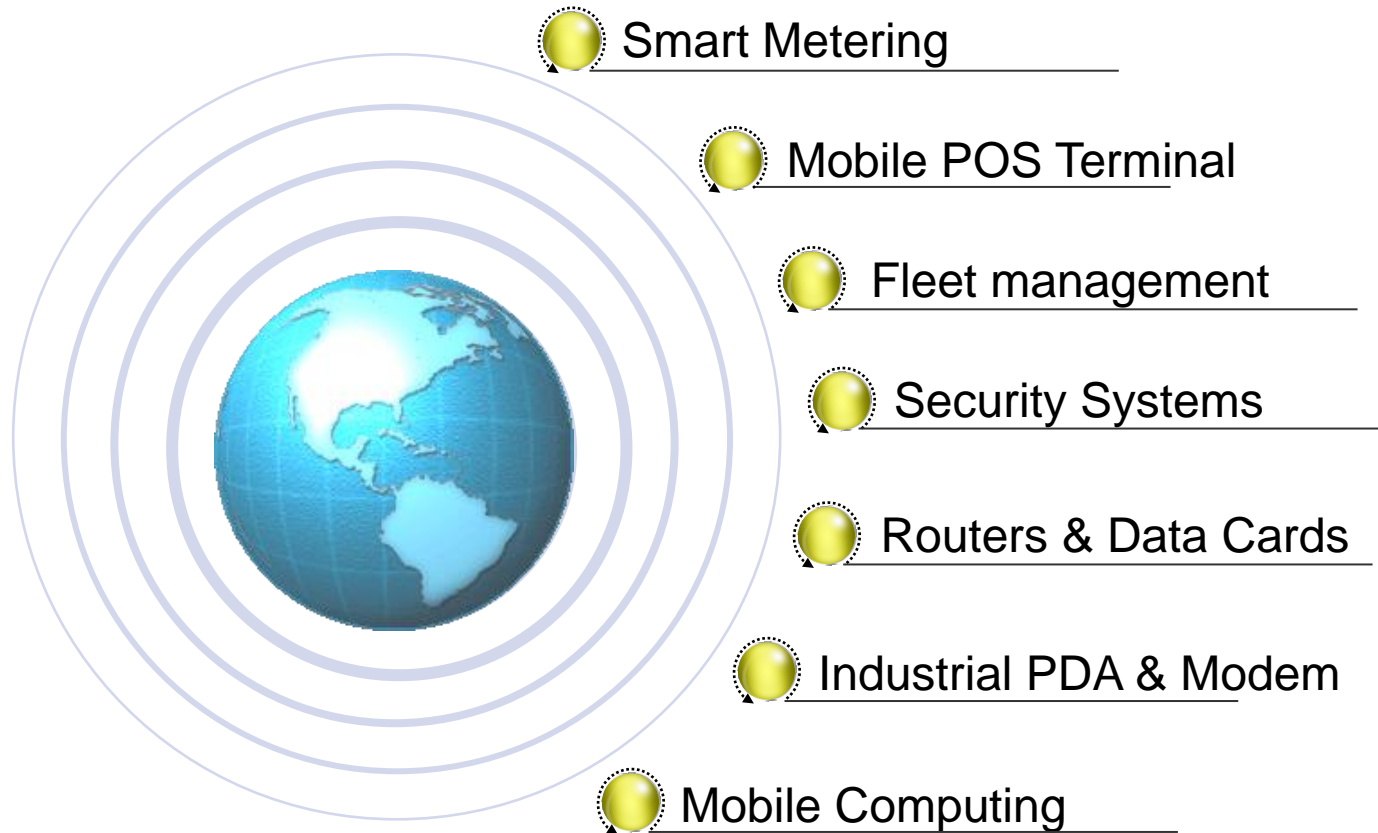 Smart Metering
Mobile POS Terminal
Fleet management
Security Systems
Routers & Data Cards
Industrial PDA & Modem
Mobile Computing